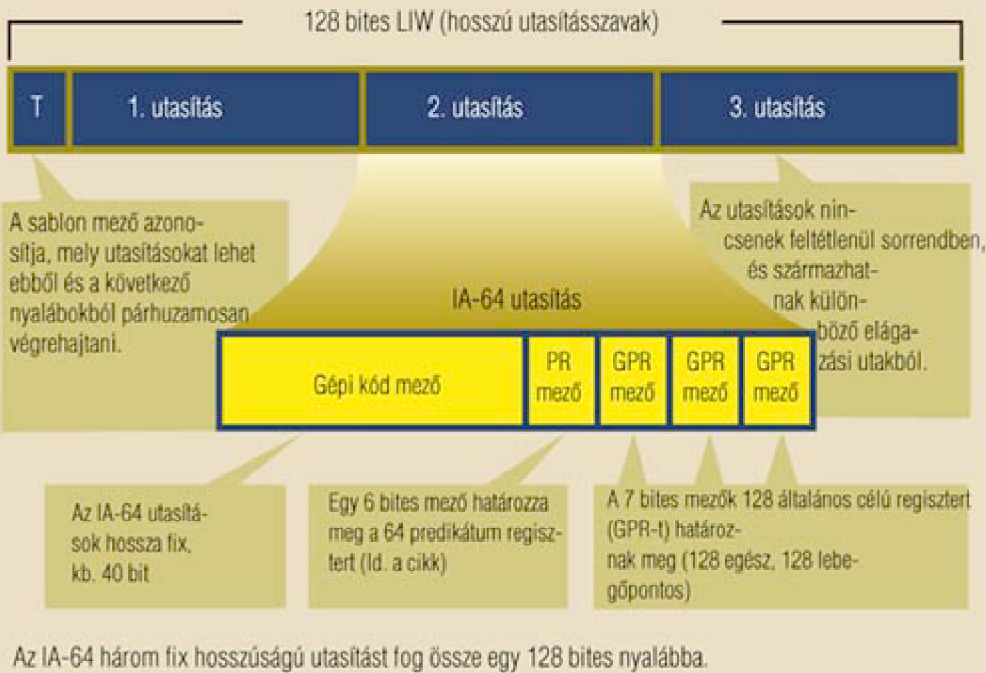 128 bites LIW (hosszú utasításszavak)
T
1. utasítás
2. utasítás
3. utasítás
A sablon mező azono-
sítja, mely utasításokat lehet
ebből és a következő
nyalábokból párhuzamosan
végrehajtani.
Az utasítások nin-
csenek feltétlenül sorrendben,
és származhat-
nak külön-
böző elága-
zási utakból.
IA-64 utasítás
Gépi kód mező
PR
mező
GPR
mező
GPR
mező
GPR
mező
Az IA-64 utasítá-
sok hossza fix,
kb. 40 bit
Egy 6 bites mező határozza
meg a 64 predikátum regisz-
tert (ld. a cikk)
A 7 bites mezők 128 általános célú regisztert
(GPR-t) határoz-
nak meg (128 egész, 128 lebe-
gőpontos)
Az IA-64 három fix hosszúságú utasítást fog össze egy 128 bites nyalábba.